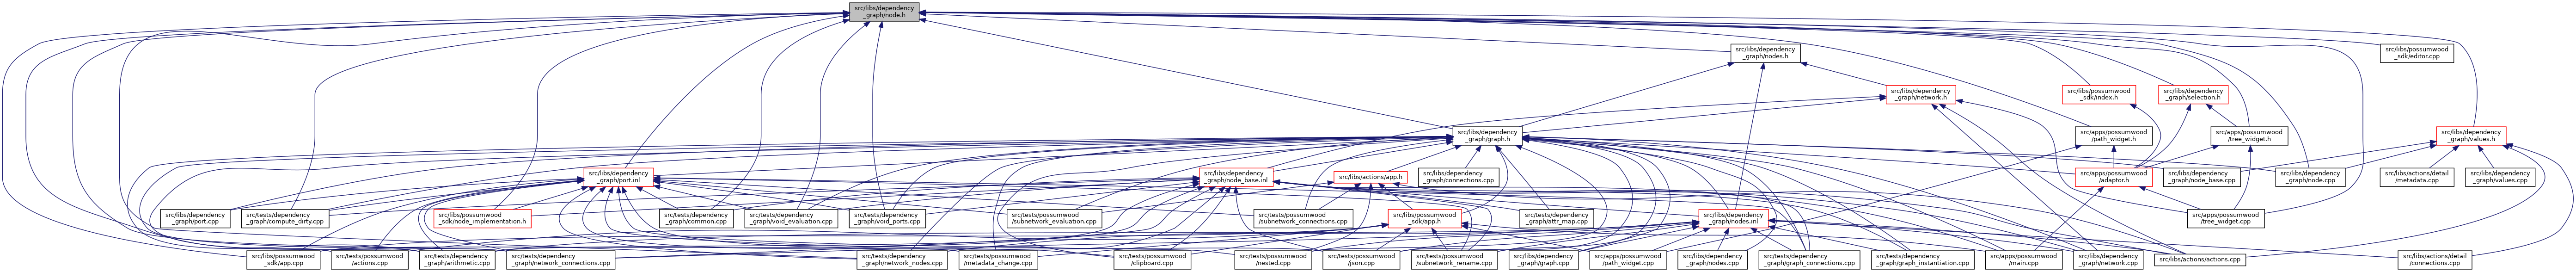 src/libs/dependency
_graph/node.h
src/libs/dependency
_graph/nodes.h
src/libs/possumwood
_sdk/editor.cpp
src/libs/dependency
_graph/network.h
src/libs/possumwood
_sdk/index.h
src/libs/dependency
_graph/selection.h
src/libs/dependency
_graph/graph.h
src/apps/possumwood
/path_widget.h
src/apps/possumwood
/tree_widget.h
src/libs/dependency
_graph/values.h
src/libs/dependency
_graph/port.inl
src/libs/dependency
_graph/node_base.inl
src/libs/actions/app.h
src/libs/dependency
_graph/connections.cpp
src/apps/possumwood
/adaptor.h
src/libs/dependency
_graph/node_base.cpp
src/libs/dependency
_graph/node.cpp
src/libs/actions/detail
/metadata.cpp
src/libs/dependency
_graph/values.cpp
src/libs/dependency
_graph/port.cpp
src/tests/dependency
_graph/compute_dirty.cpp
src/libs/possumwood
_sdk/node_implementation.h
src/tests/dependency
_graph/common.cpp
src/tests/dependency
_graph/void_evaluation.cpp
src/tests/dependency
_graph/void_ports.cpp
src/tests/possumwood
/subnetwork_evaluation.cpp
src/tests/possumwood
/subnetwork_connections.cpp
src/libs/possumwood
_sdk/app.h
src/tests/dependency
_graph/attr_map.cpp
src/libs/dependency
_graph/nodes.inl
src/apps/possumwood
/tree_widget.cpp
src/libs/possumwood
_sdk/app.cpp
src/tests/possumwood
/actions.cpp
src/tests/dependency
_graph/arithmetic.cpp
src/tests/dependency
_graph/network_connections.cpp
src/tests/dependency
_graph/network_nodes.cpp
src/tests/possumwood
/metadata_change.cpp
src/tests/possumwood
/clipboard.cpp
src/tests/possumwood
/nested.cpp
src/tests/possumwood
/json.cpp
src/tests/possumwood
/subnetwork_rename.cpp
src/libs/dependency
_graph/graph.cpp
src/apps/possumwood
/path_widget.cpp
src/libs/dependency
_graph/nodes.cpp
src/tests/dependency
_graph/graph_connections.cpp
src/tests/dependency
_graph/graph_instantiation.cpp
src/apps/possumwood
/main.cpp
src/libs/dependency
_graph/network.cpp
src/libs/actions/actions.cpp
src/libs/actions/detail
/connections.cpp